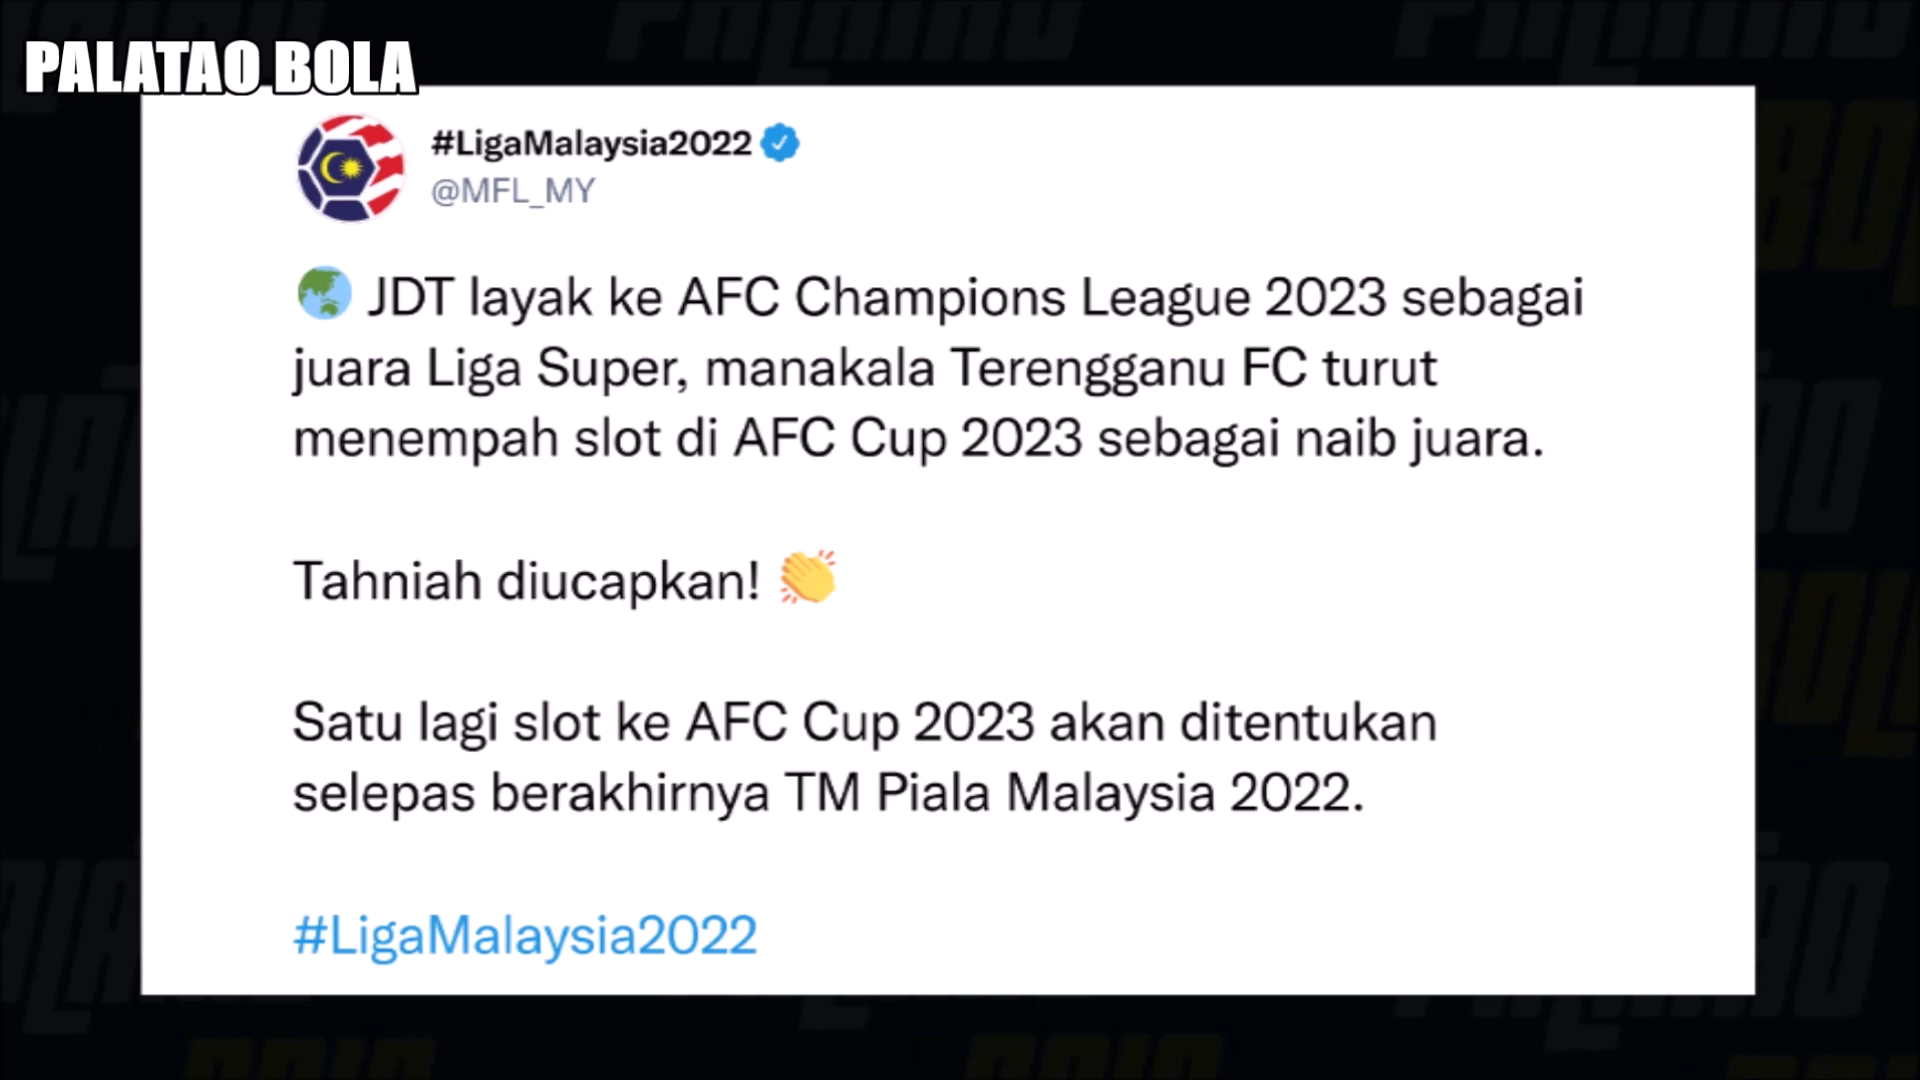 PALATAO BOLA
#LigaMalaysia2022
@MFL_MY
🌏 JDT layak ke AFC Champions League 2023 sebagai
juara Liga Super, manakala Terengganu FC turut
menempah slot di AFC Cup 2023 sebagai naib juara.
Tahniah diucapkan! 👏
Satu lagi slot ke AFC Cup 2023 akan ditentukan
selepas berakhirnya TM Piala Malaysia 2022.
#LigaMalaysia2022